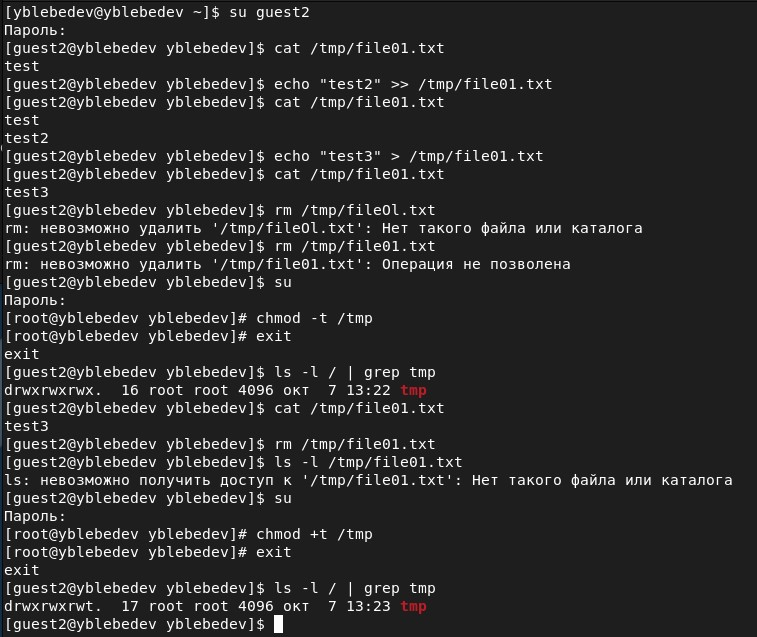 [yblebedev@yblebedev ~]$ su guest2
Пароль:
[guest2@yblebedev yblebedev]$ cat /tmp/file01.txt
test
[guest2@yblebedev yblebedev]$ echo "test2" >> /tmp/file01.txt
[guest2@yblebedev yblebedev]$ cat /tmp/file01.txt
test
test2
[guest2@yblebedev yblebedev]$ echo "test3" > /tmp/file01.txt
[guest2@yblebedev yblebedev]$ cat /tmp/file01.txt
test3
[guest2@yblebedev yblebedev]$ rm /tmp/fileOl.txt
rm: невозможно удалить '/tmp/fileOl.txt': Нет такого файла или каталога
[guest2@yblebedev yblebedev]$ rm /tmp/file01.txt
rm: невозможно удалить '/tmp/file01.txt': Операция не позволена
[guest2@yblebedev yblebedev]$ su
Пароль:
[root@yblebedev yblebedev]# chmod -t /tmp
[root@yblebedev yblebedev]# exit
exit
[guest2@yblebedev yblebedev]$ ls -l / | grep tmp
drwxrwxrwx.  16 root root 4096 окт  7 13:22 tmp
[guest2@yblebedev yblebedev]$ cat /tmp/file01.txt
test3
[guest2@yblebedev yblebedev]$ rm /tmp/file01.txt
[guest2@yblebedev yblebedev]$ ls -l /tmp/file01.txt
ls: невозможно получить доступ к '/tmp/file01.txt': Нет такого файла или каталога
[guest2@yblebedev yblebedev]$ su
Пароль:
[root@yblebedev yblebedev]# chmod +t /tmp
[root@yblebedev yblebedev]# exit
exit
[guest2@yblebedev yblebedev]$ ls -l / | grep tmp
drwxrwxrwt.  17 root root 4096 окт  7 13:23 tmp
[guest2@yblebedev yblebedev]$